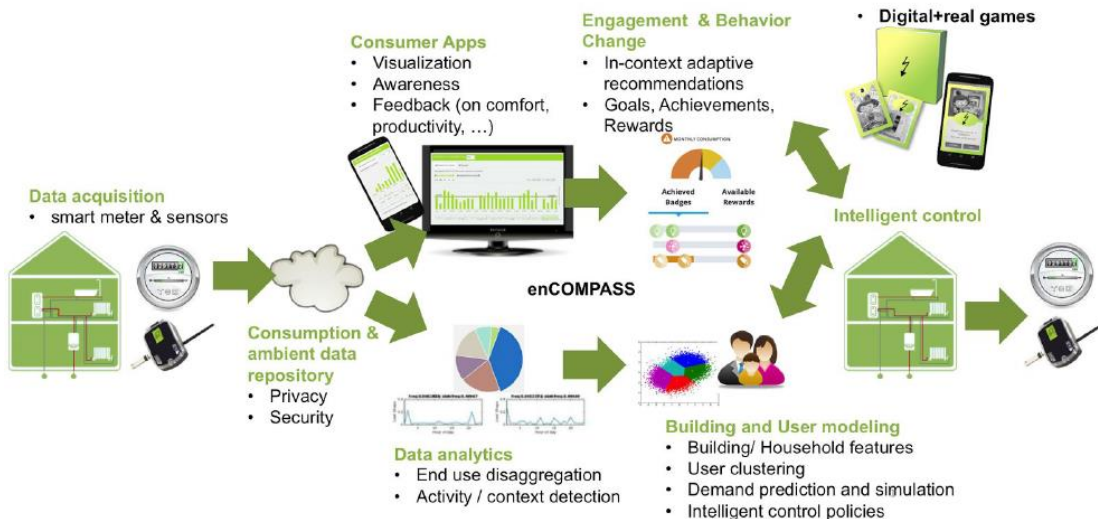 Data acquisition
• smart meter & sensors
Consumption &
ambient data
repository
• Privacy
• Security
Consumer Apps
• Visualization
• Awareness
• Feedback (on comfort,
productivity, …)
Engagement & Behavior
Change
• In-context adaptive
recommendations
• Goals, Achievements,
Rewards
MONTHLY CONSUMPTION
Achieved
Badges
Available
Rewards
• Digital+real games
enCOMPASS
Intelligent control
Data analytics
• End use disaggregation
• Activity / context detection
Building and User modeling
• Building/ Household features
• User clustering
• Demand prediction and simulation
• Intelligent control policies